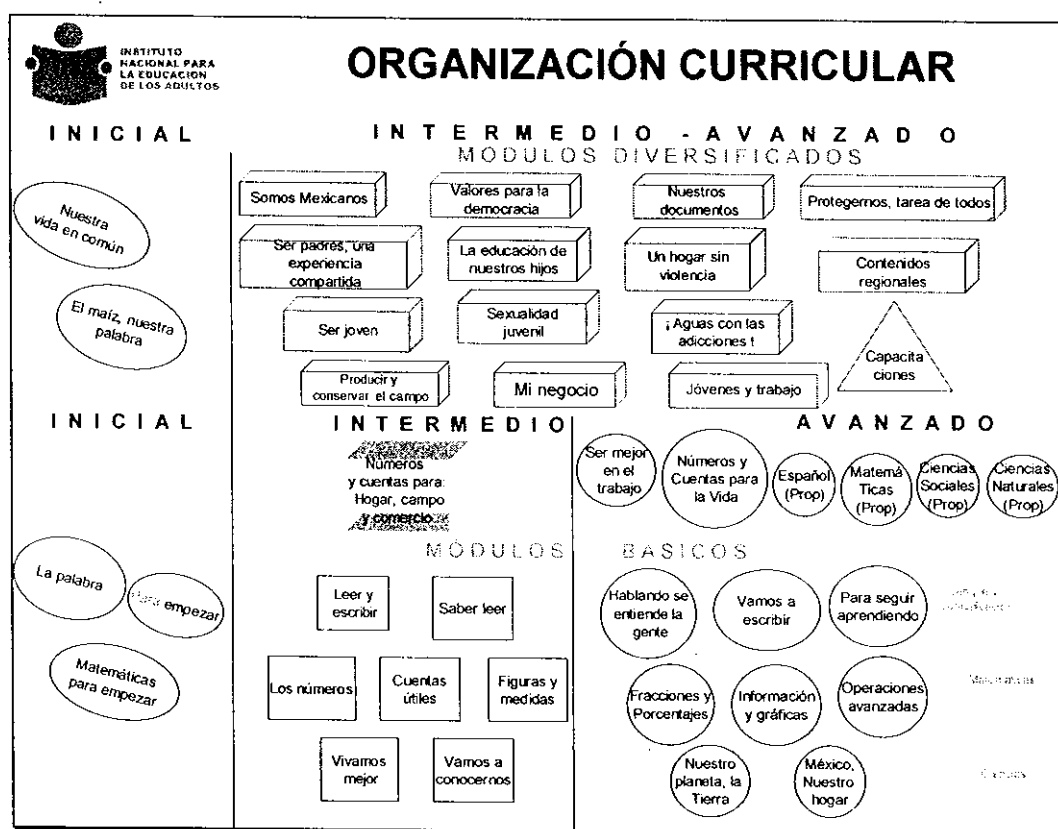 INSTITUTO
NACIONAL PARA
LA EDUCACION
DE LOS ADULTOS
ORGANIZACIÓN CURRICULAR
INICIAL
INTERMEDIO - AVANZADO
MÓDULOS DIVERSIFICADOS
Nuestra
vida en común
El maíz, nuestra
palabra
Somos Mexicanos
Valores para la
democracia
Nuestros
documentos
Protegernos, tarea de todos
Ser padres, una
experiencia
compartida
La educación de
nuestros hijos
Un hogar sin
violencia
Contenidos
regionales
Ser joven
Sexualidad
juvenil
¡Aguas con las
adicciones !
Capacita
ciones
Producir y
conservar el campo
Mi negocio
Jóvenes y trabajo
INICIAL
INTERMEDIO
AVANZADO
Números
y cuentas para:
Hogar, campo
y comercio
Ser mejor
en el
trabajo
Números y
Cuentas para
la Vida
Español
(Prop)
Matemá
Ticas
(Prop)
Ciencias
Sociales
(Prop)
Ciencias
Naturales
(Prop)
MÓDULOS BASICOS
La palabra
Para empezar
Matemáticas
para empezar
Leer y
escribir
Saber leer
Hablando se
entiende la
gente
Vamos a
escribir
Para seguir
aprendiendo
Los números
Cuentas
útiles
Figuras y
medidas
Fracciones y
Porcentajes
Información
y gráficas
Operaciones
avanzadas
Vivamos
mejor
Vamos a
conocernos
Nuestro
planeta, la
Tierra
México,
Nuestro
hogar